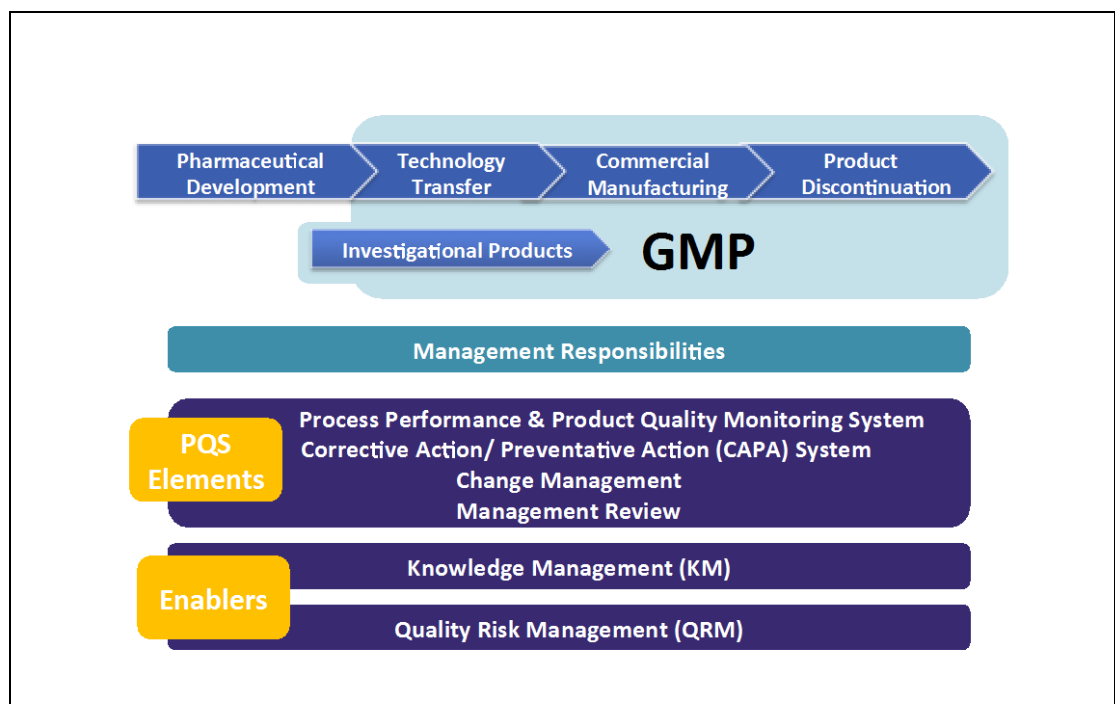 Pharmaceutical
Development
Technology
Transfer
Commercial
Manufacturing
Product
Discontinuation
Investigational Products
GMP
Management Responsibilities
PQS
Elements
Process Performance & Product Quality Monitoring System
Corrective Action/ Preventative Action (CAPA) System
Change Management
Management Review
Enablers
Knowledge Management (KM)
Quality Risk Management (QRM)